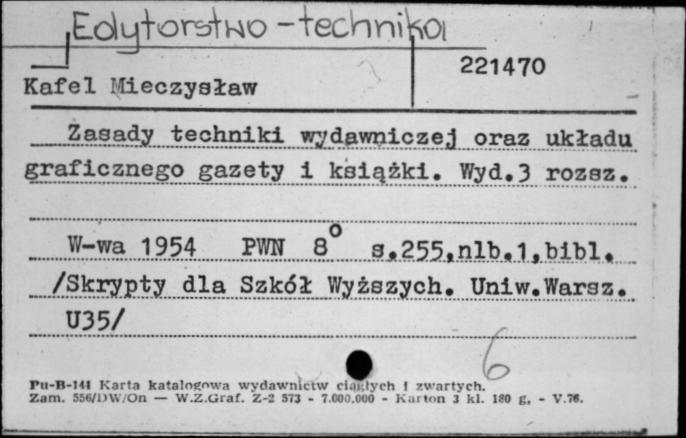 Edytorstwo - technika
221470
Kafel Mieczysław
Zasady techniki wydawniczej oraz układu
graficznego gazety i książki. Wyd.3 rozsz.
W-wa 1954 PWN 8° s.255,nlb.1,bibl.
/Skrypty dla Szkół Wyższych. Uniw.Warsz.
U35/
6
Pu-B-141 Karta katalogowa wydawnictw ciągłych i zwartych.
Zam. 556/DW/On — W.Z.Graf. Z-2 573 - 7.000.000 - Karton 3 kl. 180 g. - V.76.